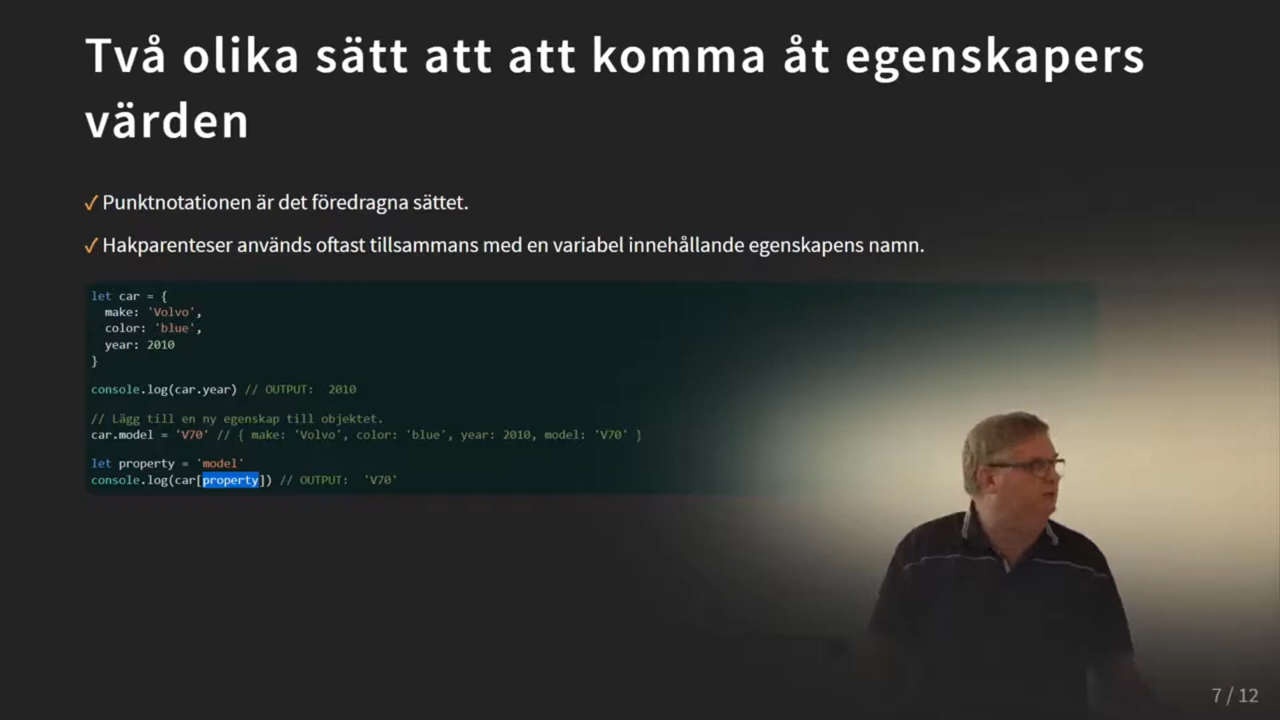 Två olika sätt att att komma åt egenskapers
värden
✓ Punktnotationen är det föredragna sättet.
✓ Hakparenteser används oftast tillsammans med en variabel innehållande egenskapens namn.
let car = {
  make: 'Volvo',
  color: 'blue',
  year: 2010
}
console.log(car.year) // OUTPUT:  2010
// Lägg till en ny egenskap till objektet.
car.model = 'V70' // { make: 'Volvo', color: 'blue', year: 2010, model: 'V70' }
let property = 'model'
console.log(car[property]) // OUTPUT:  'V70'
7 / 12